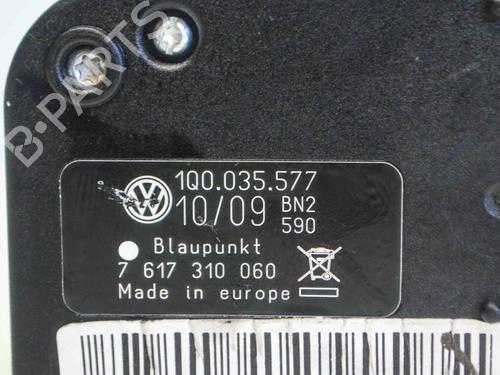 B-PARTS
1Q0.035.577
10/09 BN2
590
Blaupunkt
7 617 310 060
Made in europe